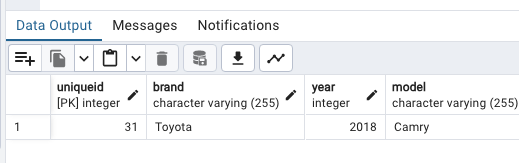 Data Output Messages Notifications
uniqueid brand year model
[PK] integer character varying (255) integer character varying (255)
1 31 Toyota 2018 Camry